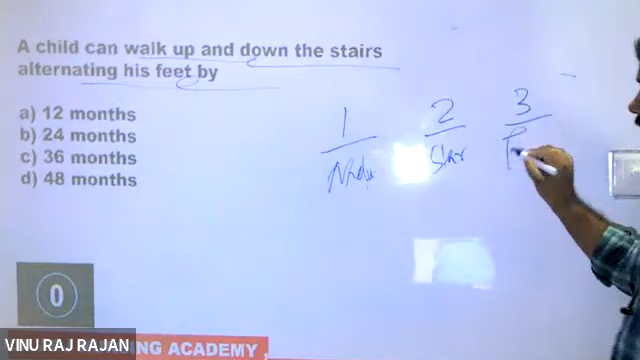 A child can walk up and down the stairs
alternating his feet by
a) 12 months
b) 24 months
c) 36 months
d) 48 months
1 2 3
0
VINU RAJ RAJAN
ING ACADEMY ,